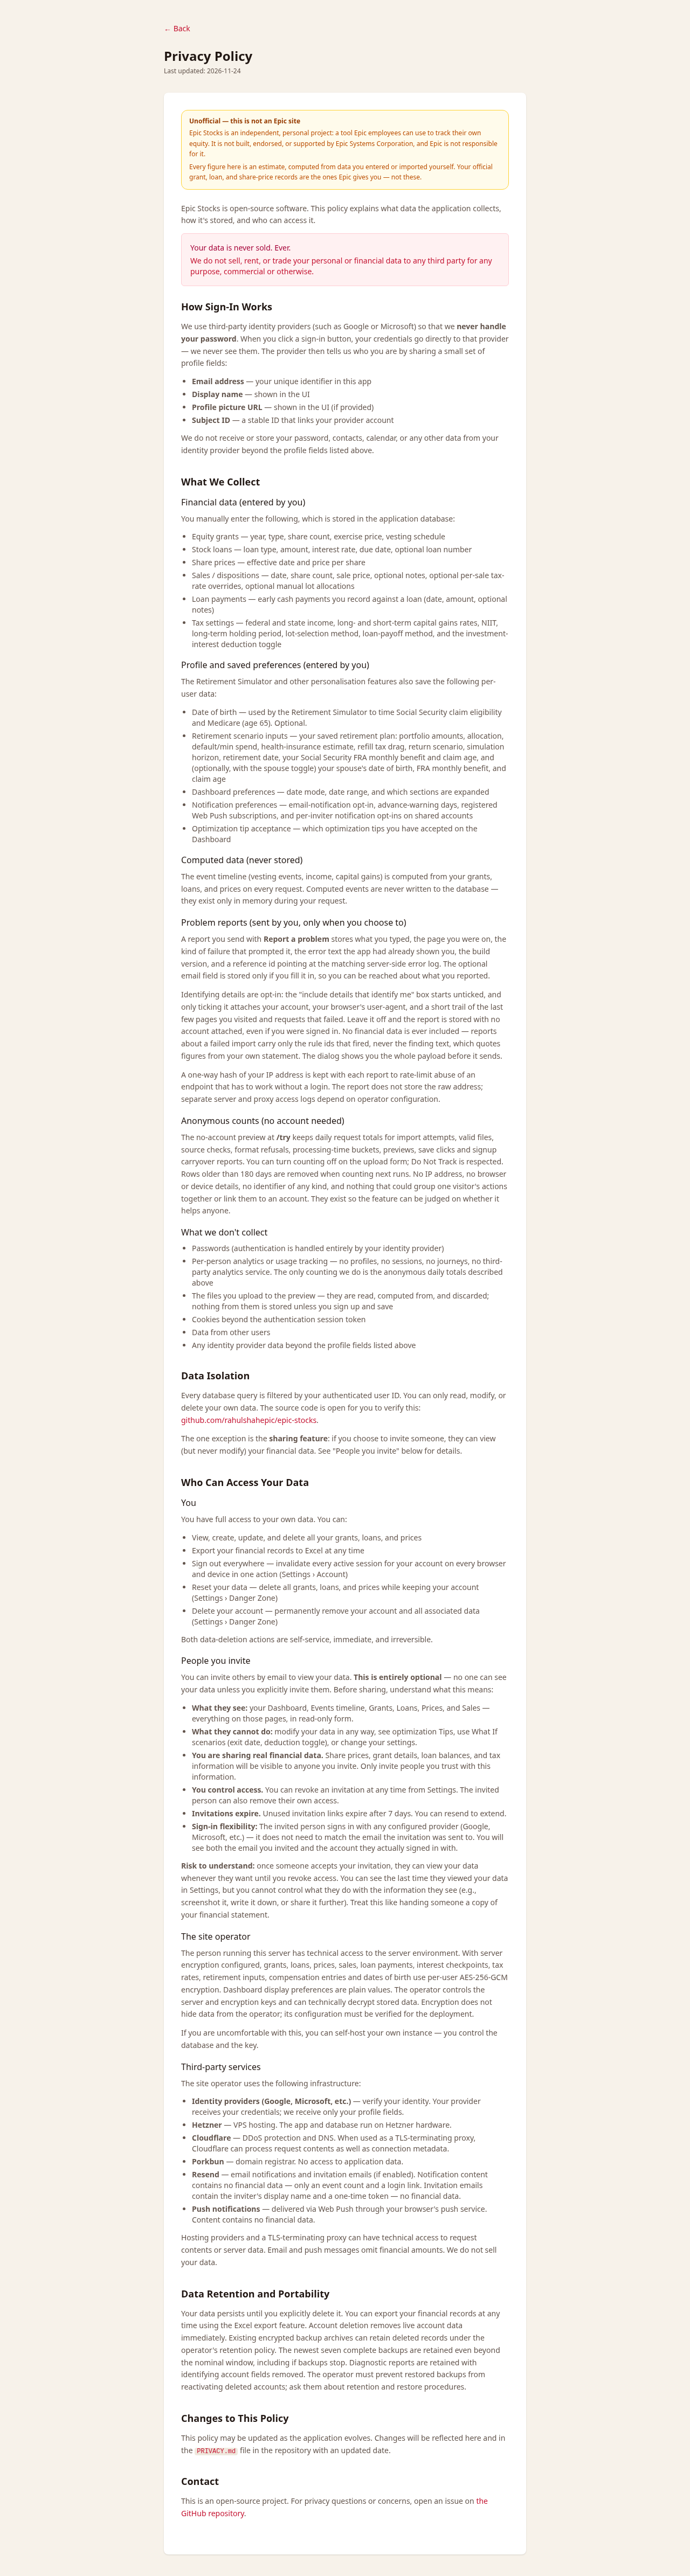 ← Back
Privacy Policy
Last updated: 2026-11-24
Unofficial — this is not an Epic site
Epic Stocks is an independent, personal project: a tool Epic employees can use to track their own
equity. It is not built, endorsed, or supported by Epic Systems Corporation, and Epic is not responsible
for it.
Every figure here is an estimate, computed from data you entered or imported yourself. Your official
grant, loan, and share-price records are the ones Epic gives you — not these.
Epic Stocks is open-source software. This policy explains what data the application collects,
how it's stored, and who can access it.
Your data is never sold. Ever.
We do not sell, rent, or trade your personal or financial data to any third party for any
purpose, commercial or otherwise.
How Sign-In Works
We use third-party identity providers (such as Google or Microsoft) so that we never handle
your password. When you click a sign-in button, your credentials go directly to that provider
— we never see them. The provider then tells us who you are by sharing a small set of
profile fields:
• Email address — your unique identifier in this app
• Display name — shown in the UI
• Profile picture URL — shown in the UI (if provided)
• Subject ID — a stable ID that links your provider account
We do not receive or store your password, contacts, calendar, or any other data from your
identity provider beyond the profile fields listed above.
What We Collect
Financial data (entered by you)
You manually enter the following, which is stored in the application database:
• Equity grants — year, type, share count, exercise price, vesting schedule
• Stock loans — loan type, amount, interest rate, due date, optional loan number
• Share prices — effective date and price per share
• Sales / dispositions — date, share count, sale price, optional notes, optional per-sale tax-
rate overrides, optional manual lot allocations
• Loan payments — early cash payments you record against a loan (date, amount, optional
notes)
• Tax settings — federal and state income, long- and short-term capital gains rates, NIIT,
long-term holding period, lot-selection method, loan-payoff method, and the investment-
interest deduction toggle
Profile and saved preferences (entered by you)
The Retirement Simulator and other personalisation features also save the following per-
user data:
• Date of birth — used by the Retirement Simulator to time Social Security claim eligibility
and Medicare (age 65). Optional.
• Retirement scenario inputs — your saved retirement plan: portfolio amounts, allocation,
default/min spend, health-insurance estimate, refill tax drag, return scenario, simulation
horizon, retirement date, your Social Security FRA monthly benefit and claim age, and
(optionally, with the spouse toggle) your spouse's date of birth, FRA monthly benefit, and
claim age
• Dashboard preferences — date mode, date range, and which sections are expanded
• Notification preferences — email-notification opt-in, advance-warning days, registered
Web Push subscriptions, and per-inviter notification opt-ins on shared accounts
• Optimization tip acceptance — which optimization tips you have accepted on the
Dashboard
Computed data (never stored)
The event timeline (vesting events, income, capital gains) is computed from your grants,
loans, and prices on every request. Computed events are never written to the database —
they exist only in memory during your request.
Problem reports (sent by you, only when you choose to)
A report you send with Report a problem stores what you typed, the page you were on, the
kind of failure that prompted it, the error text the app had already shown you, the build
version, and a reference id pointing at the matching server-side error log. The optional
email field is stored only if you fill it in, so you can be reached about what you reported.
Identifying details are opt-in: the "include details that identify me" box starts unticked, and
only ticking it attaches your account, your browser's user-agent, and a short trail of the last
few pages you visited and requests that failed. Leave it off and the report is stored with no
account attached, even if you were signed in. No financial data is ever included — reports
about a failed import carry only the rule ids that fired, never the finding text, which quotes
figures from your own statement. The dialog shows you the whole payload before it sends.
A one-way hash of your IP address is kept with each report to rate-limit abuse of an
endpoint that has to work without a login. The report does not store the raw address;
separate server and proxy access logs depend on operator configuration.
Anonymous counts (no account needed)
The no-account preview at /try keeps daily request totals for import attempts, valid files,
source checks, format refusals, processing-time buckets, previews, save clicks and signup
carryover reports. You can turn counting off on the upload form; Do Not Track is respected.
Rows older than 180 days are removed when counting next runs. No IP address, no browser
or device details, no identifier of any kind, and nothing that could group one visitor's actions
together or link them to an account. They exist so the feature can be judged on whether it
helps anyone.
What we don't collect
• Passwords (authentication is handled entirely by your identity provider)
• Per-person analytics or usage tracking — no profiles, no sessions, no journeys, no third-
party analytics service. The only counting we do is the anonymous daily totals described
above
• The files you upload to the preview — they are read, computed from, and discarded;
nothing from them is stored unless you sign up and save
• Cookies beyond the authentication session token
• Data from other users
• Any identity provider data beyond the profile fields listed above
Data Isolation
Every database query is filtered by your authenticated user ID. You can only read, modify, or
delete your own data. The source code is open for you to verify this:
github.com/rahulshahepic/epic-stocks.
The one exception is the sharing feature: if you choose to invite someone, they can view
(but never modify) your financial data. See "People you invite" below for details.
Who Can Access Your Data
You
You have full access to your own data. You can:
• View, create, update, and delete all your grants, loans, and prices
• Export your financial records to Excel at any time
• Sign out everywhere — invalidate every active session for your account on every browser
and device in one action (Settings › Account)
• Reset your data — delete all grants, loans, and prices while keeping your account
(Settings › Danger Zone)
• Delete your account — permanently remove your account and all associated data
(Settings › Danger Zone)
Both data-deletion actions are self-service, immediate, and irreversible.
People you invite
You can invite others by email to view your data. This is entirely optional — no one can see
your data unless you explicitly invite them. Before sharing, understand what this means:
• What they see: your Dashboard, Events timeline, Grants, Loans, Prices, and Sales —
everything on those pages, in read-only form.
• What they cannot do: modify your data in any way, see optimization Tips, use What If
scenarios (exit date, deduction toggle), or change your settings.
• You are sharing real financial data. Share prices, grant details, loan balances, and tax
information will be visible to anyone you invite. Only invite people you trust with this
information.
• You control access. You can revoke an invitation at any time from Settings. The invited
person can also remove their own access.
• Invitations expire. Unused invitation links expire after 7 days. You can resend to extend.
• Sign-in flexibility: The invited person signs in with any configured provider (Google,
Microsoft, etc.) — it does not need to match the email the invitation was sent to. You will
see both the email you invited and the account they actually signed in with.
Risk to understand: once someone accepts your invitation, they can view your data
whenever they want until you revoke access. You can see the last time they viewed your data
in Settings, but you cannot control what they do with the information they see (e.g.,
screenshot it, write it down, or share it further). Treat this like handing someone a copy of
your financial statement.
The site operator
The person running this server has technical access to the server environment. With server
encryption configured, grants, loans, prices, sales, loan payments, interest checkpoints, tax
rates, retirement inputs, compensation entries and dates of birth use per-user AES-256-GCM
encryption. Dashboard display preferences are plain values. The operator controls the
server and encryption keys and can technically decrypt stored data. Encryption does not
hide data from the operator; its configuration must be verified for the deployment.
If you are uncomfortable with this, you can self-host your own instance — you control the
database and the key.
Third-party services
The site operator uses the following infrastructure:
• Identity providers (Google, Microsoft, etc.) — verify your identity. Your provider
receives your credentials; we receive only your profile fields.
• Hetzner — VPS hosting. The app and database run on Hetzner hardware.
• Cloudflare — DDoS protection and DNS. When used as a TLS-terminating proxy,
Cloudflare can process request contents as well as connection metadata.
• Porkbun — domain registrar. No access to application data.
• Resend — email notifications and invitation emails (if enabled). Notification content
contains no financial data — only an event count and a login link. Invitation emails
contain the inviter's display name and a one-time token — no financial data.
• Push notifications — delivered via Web Push through your browser's push service.
Content contains no financial data.
Hosting providers and a TLS-terminating proxy can have technical access to request
contents or server data. Email and push messages omit financial amounts. We do not sell
your data.
Data Retention and Portability
Your data persists until you explicitly delete it. You can export your financial records at any
time using the Excel export feature. Account deletion removes live account data
immediately. Existing encrypted backup archives can retain deleted records under the
operator's retention policy. The newest seven complete backups are retained even beyond
the nominal window, including if backups stop. Diagnostic reports are retained with
identifying account fields removed. The operator must prevent restored backups from
reactivating deleted accounts; ask them about retention and restore procedures.
Changes to This Policy
This policy may be updated as the application evolves. Changes will be reflected here and in
the PRIVACY.md file in the repository with an updated date.
Contact
This is an open-source project. For privacy questions or concerns, open an issue on the
GitHub repository.